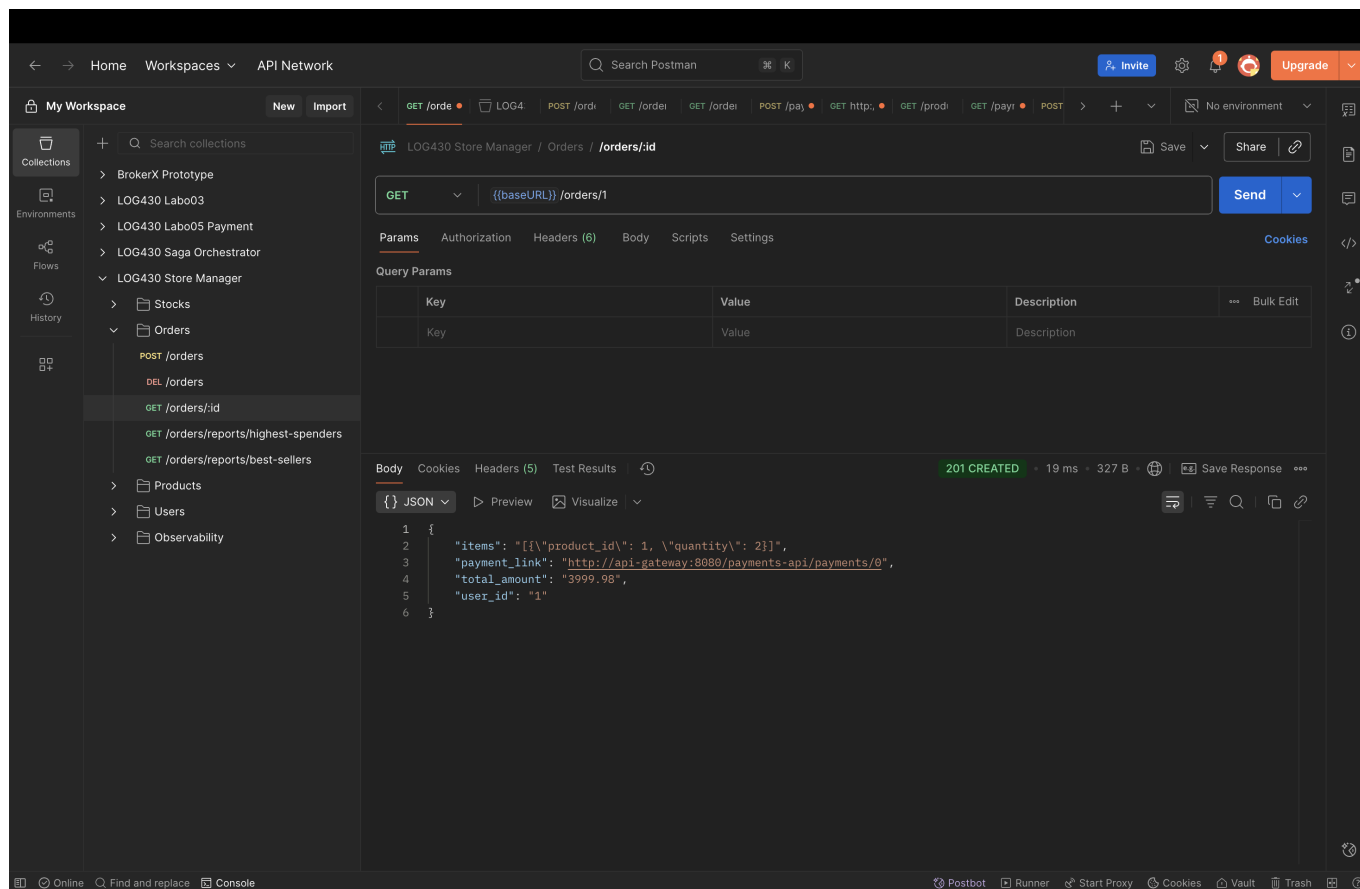 Home Workspaces API Network Search Postman ⌘ K Invite 1 Upgrade
My Workspace New Import GET /orde LOG4 POST /orde GET /order GET /order POST /pay GET http:, GET /prod GET /payr POST No environment
Collections
Search collections
LOG430 Store Manager / Orders / /orders/:id Save Share
BrokerX Prototype
Environments
LOG430 Labo03
GET {{baseURL}} /orders/1 Send
LOG430 Labo05 Payment
Flows
LOG430 Saga Orchestrator
Params Authorization Headers (6) Body Scripts Settings Cookies
LOG430 Store Manager
Query Params
History
Stocks
Key Value Description Bulk Edit
Orders
Key Value Description
POST /orders
DEL /orders
GET /orders/:id
GET /orders/reports/highest-spenders
GET /orders/reports/best-sellers
Products
Users
Observability
Body Cookies Headers (5) Test Results 201 CREATED 19 ms 327 B e.g. Save Response
{} JSON Preview Visualize
1 {
2 "items": "[{\"product_id\": 1, \"quantity\": 2}]",
3 "payment_link": "http://api-gateway:8080/payments-api/payments/0",
4 "total_amount": "3999.98",
5 "user_id": "1"
6 }
Online Find and replace Console Postbot Runner Start Proxy Cookies Vault Trash